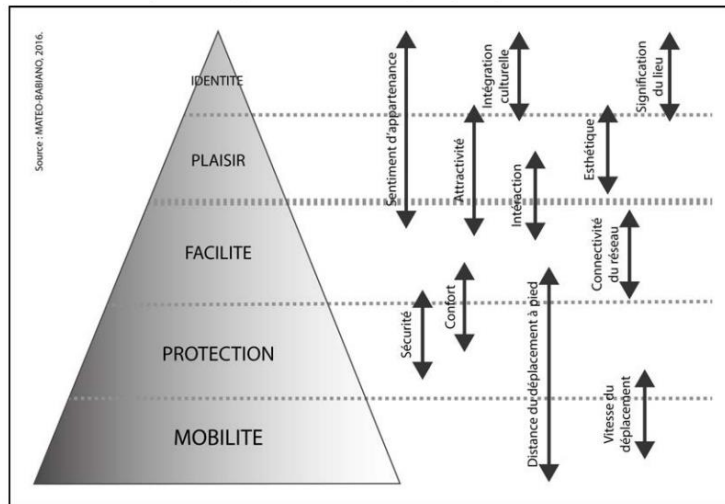 Source : MATEO-BABIANO, 2016.
IDENTITE
PLAISIR
FACILITE
PROTECTION
MOBILITE
Sentiment d'appartenance
Attractivité
Intégration
culturelle
Intéraction
Esthétique
Signification
du lieu
Sécurité
Confort
Distance du déplacement à pied
Connectivité
du réseau
Vitesse du
déplacement